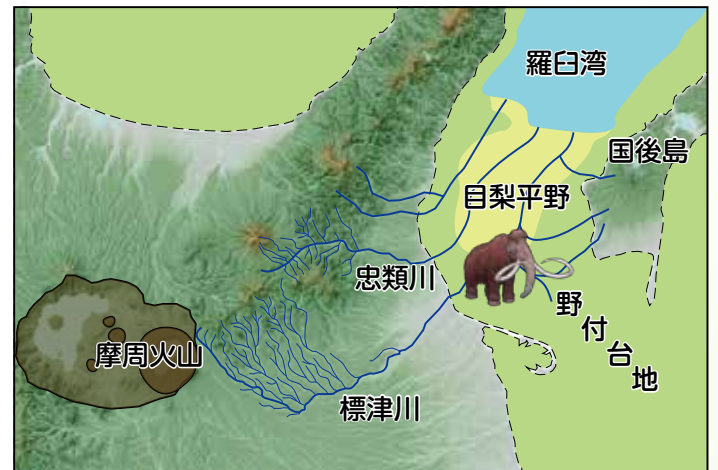 羅臼湾
国後島
目梨平野
忠類川
野付台地
摩周火山
標津川